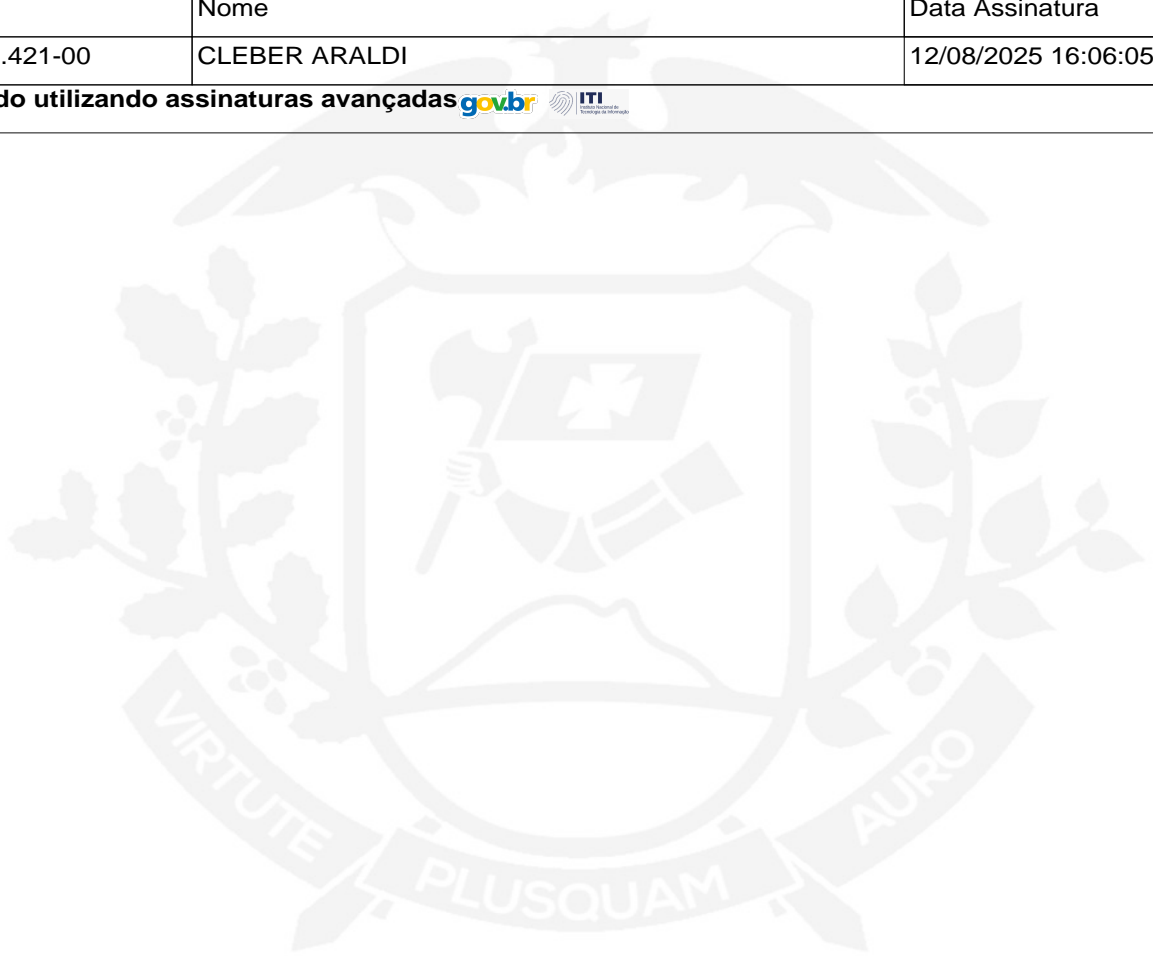 Nome Data Assinatura
.421-00 CLEBER ARALDI 12/08/2025 16:06:05
do utilizando assinaturas avançadas gov.br ITI
VIRTUTE PLUSQUAM AURO